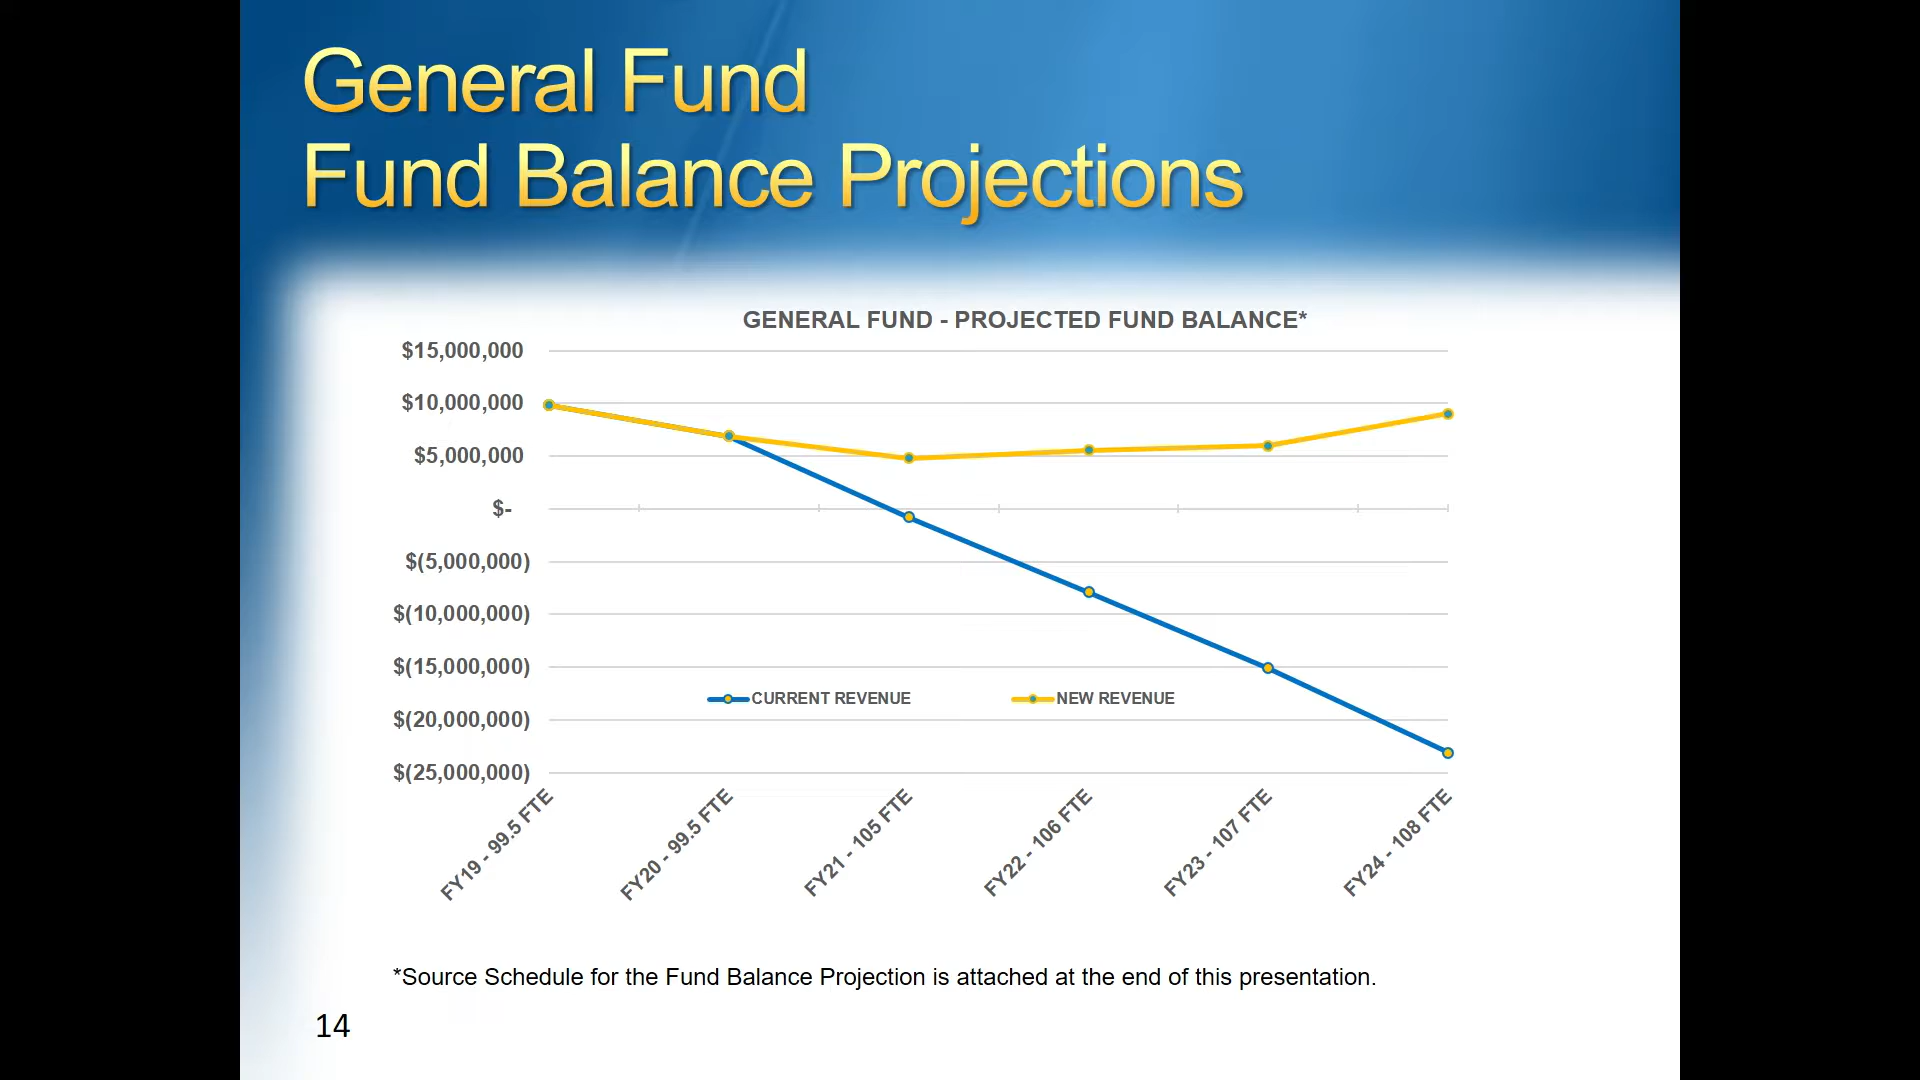 General Fund
Fund Balance Projections
GENERAL FUND - PROJECTED FUND BALANCE*
$15,000,000
$10,000,000
$5,000,000
$-
$(5,000,000)
$(10,000,000)
$(15,000,000)
$(20,000,000)
$(25,000,000)
CURRENT REVENUE
NEW REVENUE
FY19 - 99.5 FTE
FY20 - 99.5 FTE
FY21 - 105 FTE
FY22 - 106 FTE
FY23 - 107 FTE
FY24 - 108 FTE
*Source Schedule for the Fund Balance Projection is attached at the end of this presentation.
14